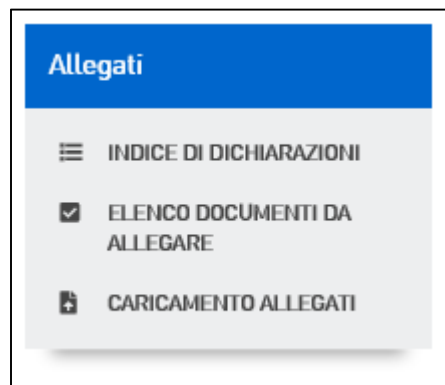 Allegati
INDICE DI DICHIARAZIONI
ELENCO DOCUMENTI DA
ALLEGARE
CARICAMENTO ALLEGATI